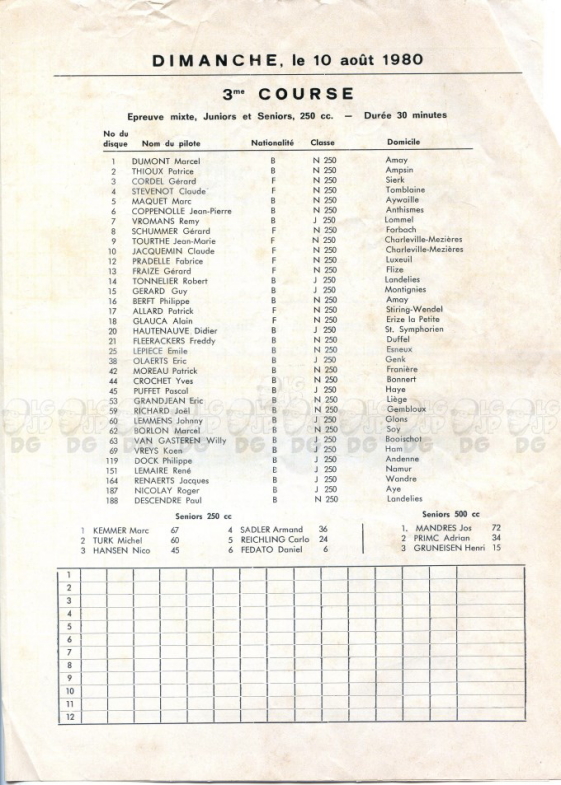 DIMANCHE, le 10 août 1980
3me COURSE
Epreuve mixte, Juniors et Seniors, 250 cc. — Durée 30 minutes
No du disque Nom du pilote Nationalité Classe Domicile
1 DUMONT Marcel B N 250 Amay
2 THIOUX Patrice B N 250 Ampsin
3 CORDEL Gérard F N 250 Sierk
4 STEVENOT Claude F N 250 Tomblaine
5 MAQUET Marc B N 250 Aywaille
6 COPPENOLLE Jean-Pierre B N 250 Anthismes
7 VROMANS Remy B J 250 Lommel
8 SCHUMMER Gérard F N 250 Forbach
9 TOURTHE Jean-Marie F N 250 Charleville-Mezières
10 JACQUEMIN Claude F N 250 Charleville-Mezières
12 PRADELLE Fabrice F N 250 Luxeuil
13 FRAIZE Gérard F N 250 Flize
14 TONNELIER Robert B J 250 Landelies
15 GERARD Guy B J 250 Montignies
16 BERFT Philippe B N 250 Amay
17 ALLARD Patrick F N 250 Stiring-Wendel
18 GLAUCA Alain F N 250 Erize la Petite
20 HAUTENAUVE Didier B J 250 St. Symphorien
21 FLEERACKERS Freddy B N 250 Duffel
25 LEPIECE Emile B N 250 Esneux
38 OLAERTS Eric B J 250 Genk
42 MOREAU Patrick B N 250 Fronière
44 CROCHET Yves B N 250 Bonnert
45 PUFFET Pascal B J 250 Haye
53 GRANDJEAN Eric B N 250 Liège
59 RICHARD Joël B N 250 Gembloux
60 LEMMENS Johnny B J 250 Glons
62 BORLON Marcel B N 250 Soy
63 VAN GASTEREN Willy B J 250 Booischot
69 VREYS Koen B J 250 Ham
119 DOCK Philippe B J 250 Andenne
151 LEMAIRE René B J 250 Namur
164 RENAERTS Jacques B J 250 Wandre
187 NICOLAY Roger B J 250 Aye
188 DESCENDRE Paul B N 250 Landelies
Seniors 250 cc Seniors 500 cc
1 KEMMER Marc 67 4 SADLER Armand 36 1. MANDRES Jos 72
2 TURK Michel 60 5 REICHLING Carlo 24 2 PRIMC Adrian 34
3 HANSEN Nico 45 6 FEDATO Daniel 6 3 GRUNEISEN Henri 15
1
2
3
4
5
6
7
8
9
10
11
12